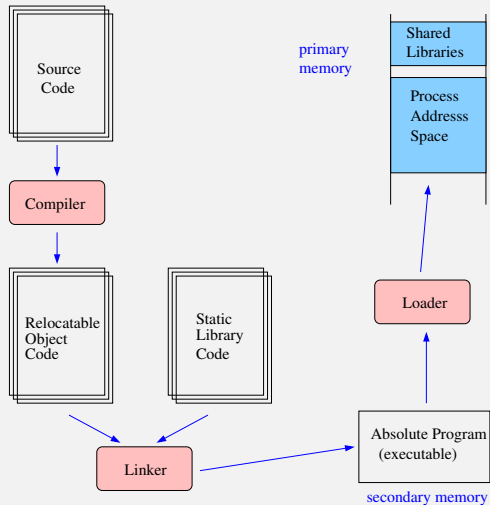 Source
Code
primary
memory
Shared
Libraries
Process
Addresss
Space
Compiler
Relocatable
Object
Code
Static
Library
Code
Loader
Linker
Absolute Program
(executable)
secondary memory